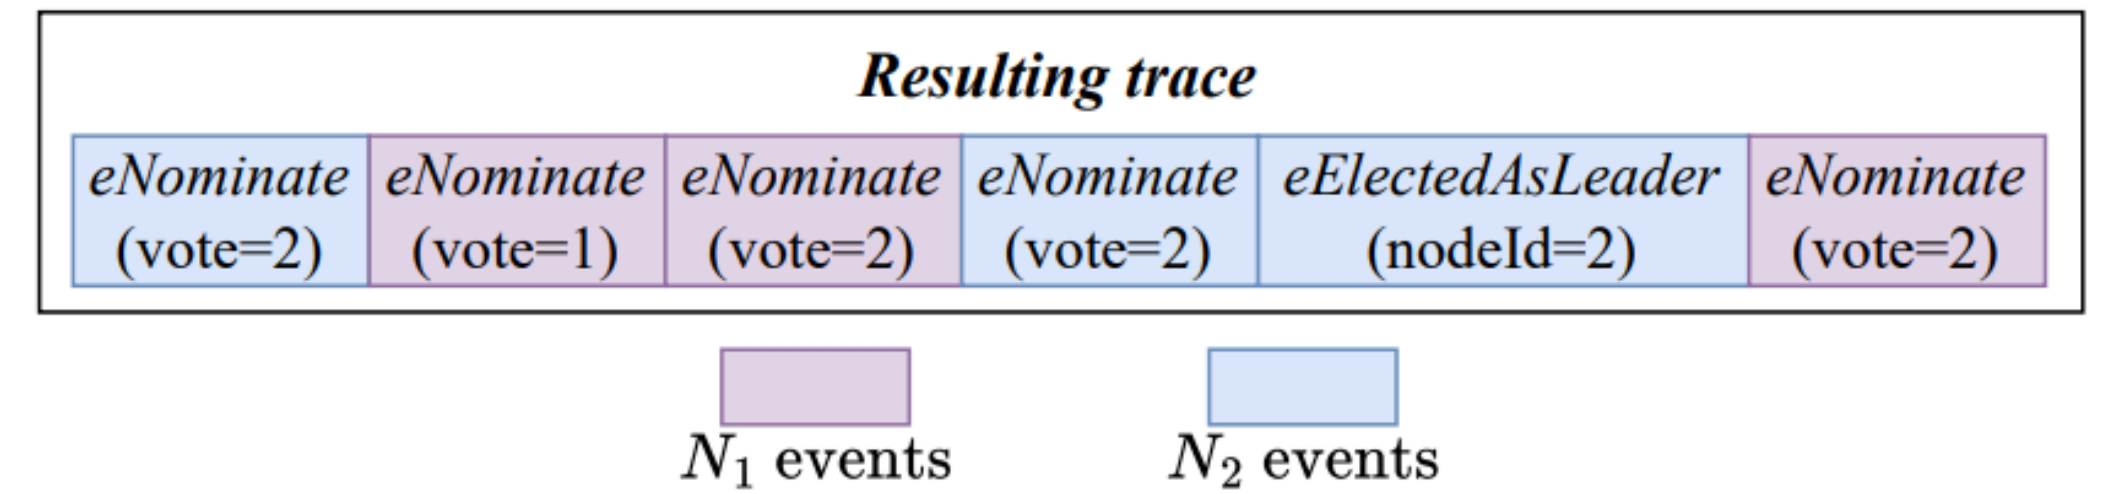 Resulting trace
eNominate eNominate eNominate eNominate eElectedAsLeader eNominate
(vote=2) (vote=1) (vote=2) (vote=2) (nodeId=2) (vote=2)
N₁ events N₂ events